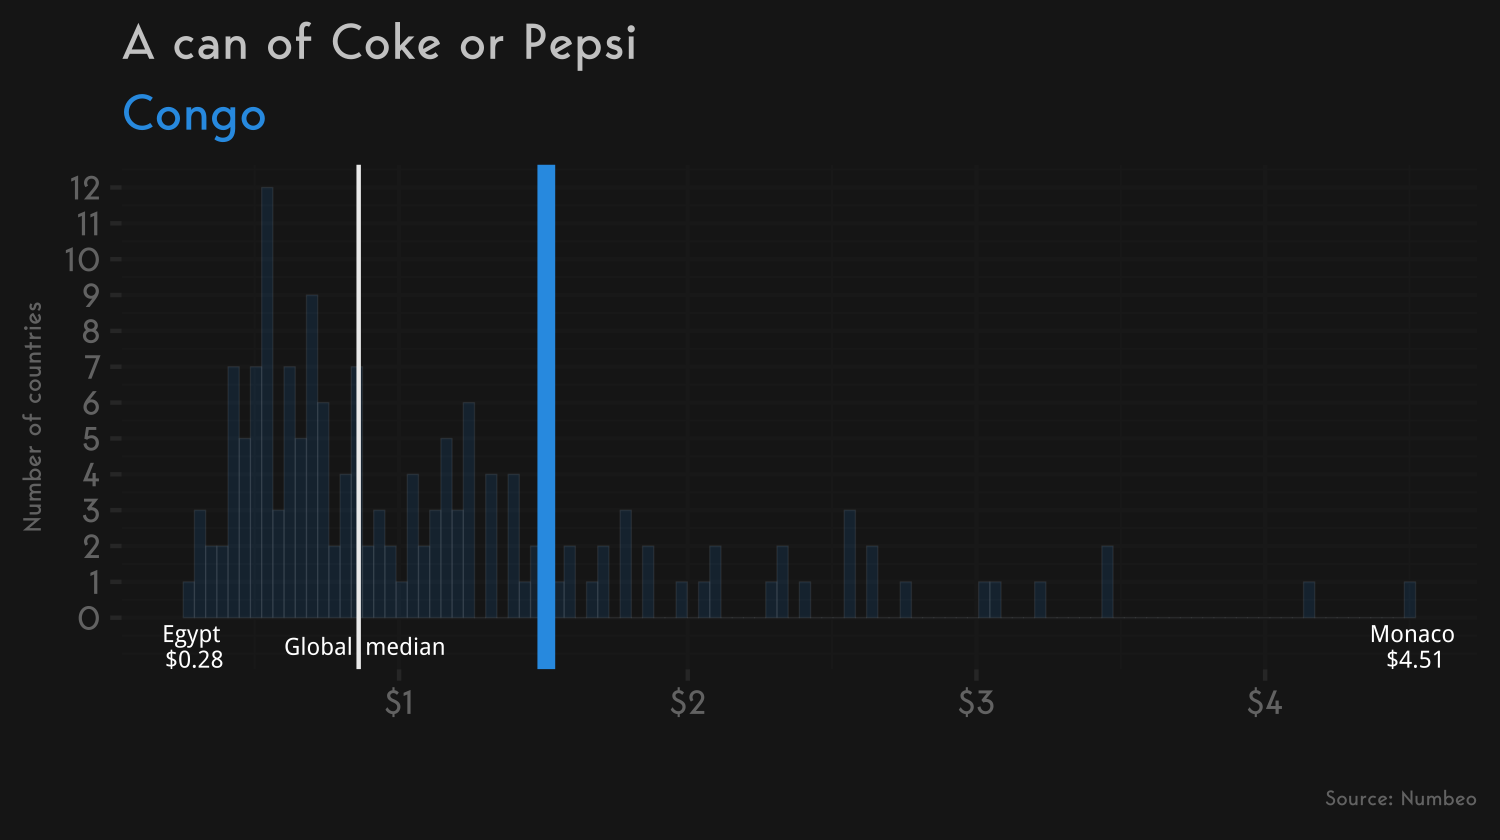 A can of Coke or Pepsi
Congo
Number of countries
12
11
10
9
8
7
6
5
4
3
2
1
0
Egypt
$0.28
Global median
Monaco
$4.51
$1
$2
$3
$4
Source: Numbeo